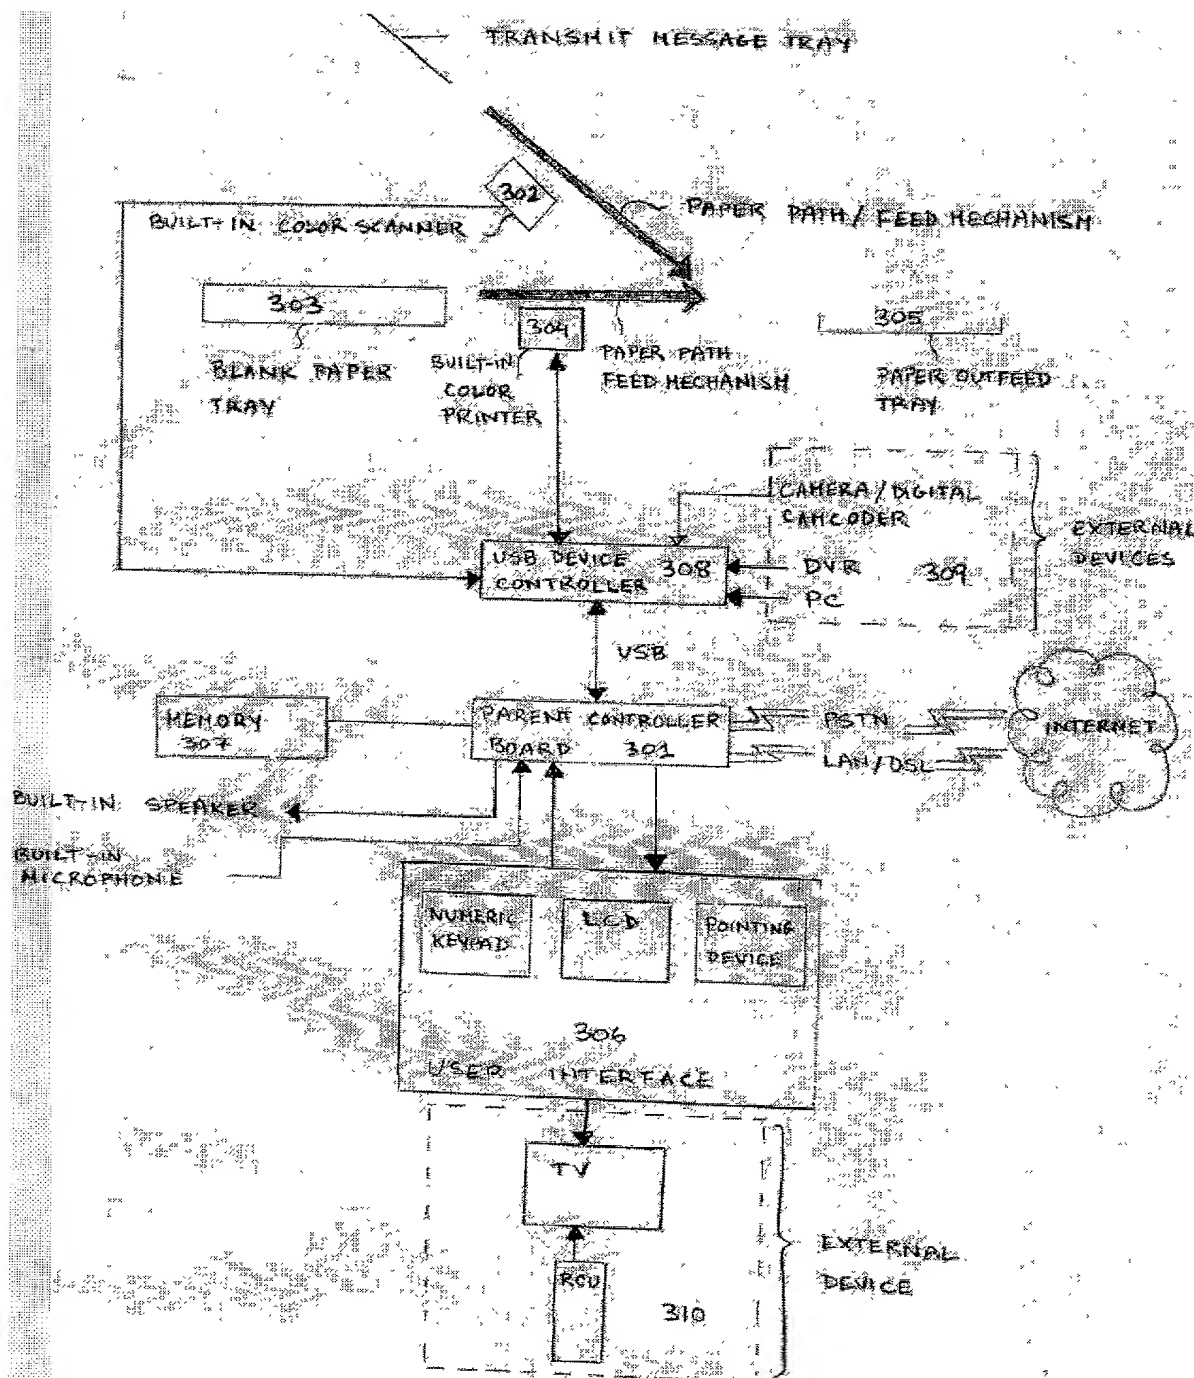 TRANSMIT MESSAGE TRAY
302
BUILT-IN COLOR SCANNER
PAPER PATH / FEED MECHANISM
303
BLANK PAPER
TRAY
304
BUILT-IN
COLOR
PRINTER
PAPER PATH
FEED MECHANISM
305
PAPER OUTFEED
TRAY
CAMERA / DIGITAL
CAMCODER
DVR
PC
309
EXTERNAL
DEVICES
USB DEVICE
CONTROLLER
308
USB
MEMORY
307
PARENT CONTROLLER
BOARD 301
PSTN
LAN/DSL
INTERNET
BUILT-IN SPEAKER
BUILT-IN
MICROPHONE
NUMERIC
KEYPAD
LCD
POINTING
DEVICE
306
USER INTERFACE
TV
RCU
310
EXTERNAL
DEVICE